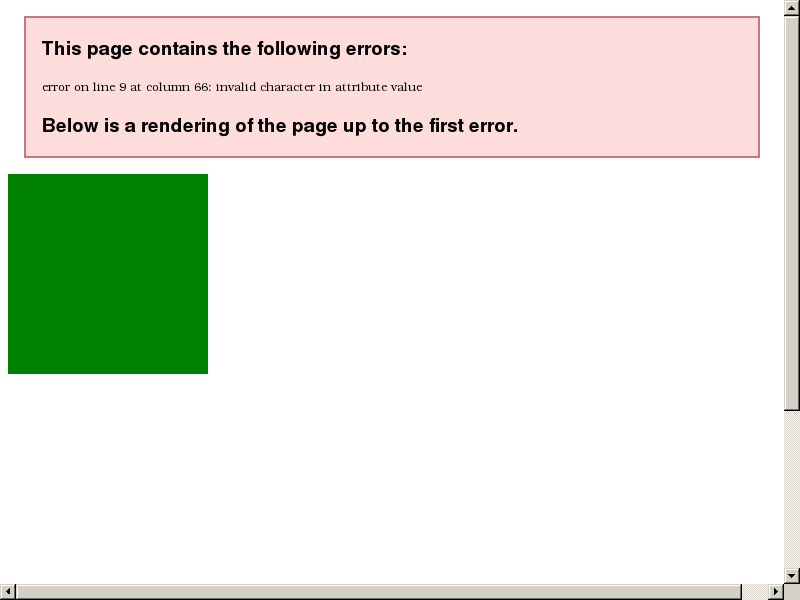 This page contains the following errors:
error on line 9 at column 66: invalid character in attribute value
Below is a rendering of the page up to the first error.